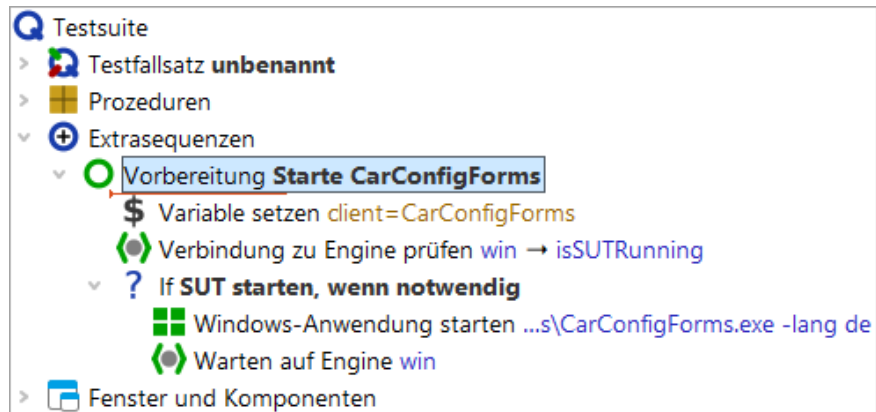 Testsuite
Testfallsatz unbenannt
Prozeduren
Extrasequenzen
Vorbereitung Starte CarConfigForms
$ Variable setzen client=CarConfigForms
Verbindung zu Engine prüfen win → isSUTRunning
? If SUT starten, wenn notwendig
Windows-Anwendung starten ...s\CarConfigForms.exe -lang de
Warten auf Engine win
Fenster und Komponenten